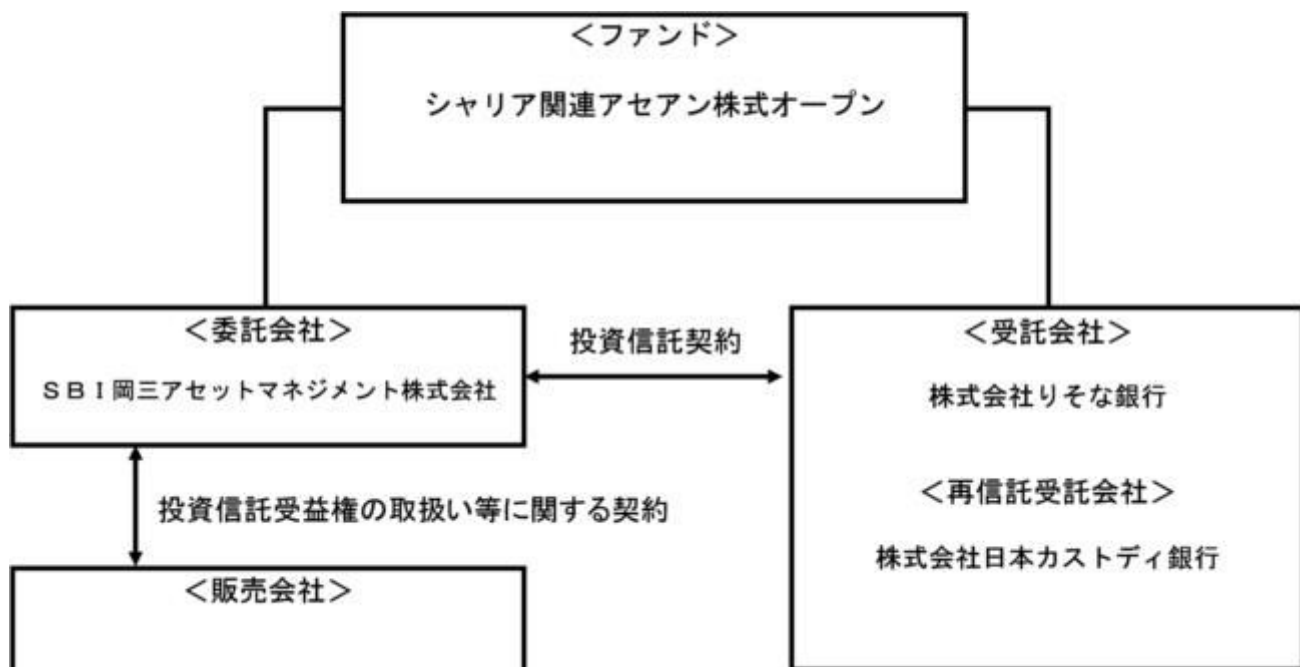 ＜ファンド＞
シャリア関連アセアン株式オープン
＜委託会社＞
ＳＢＩ岡三アセットマネジメント株式会社
投資信託契約
＜受託会社＞
株式会社りそな銀行
＜再信託受託会社＞
株式会社日本カストディ銀行
投資信託受益権の取扱い等に関する契約
＜販売会社＞